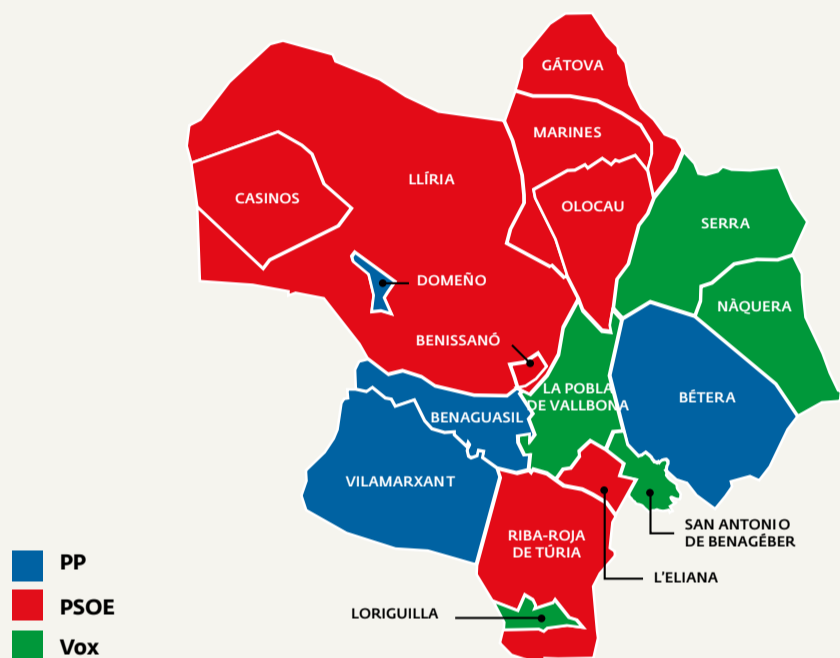 GÁTOVA
MARINES
LLÍRIA
CASINOS
OLOCAU
SERRA
DOMEÑO
NÀQUERA
BENISSANÓ
LA POBLA
DE VALLBONA
BÉTERA
BENAGUASIL
VILAMARXANT
RIBA-ROJA
DE TÚRIA
SAN ANTONIO
DE BENAGÉBER
L'ELIANA
LORIGUILLA
PP
PSOE
Vox